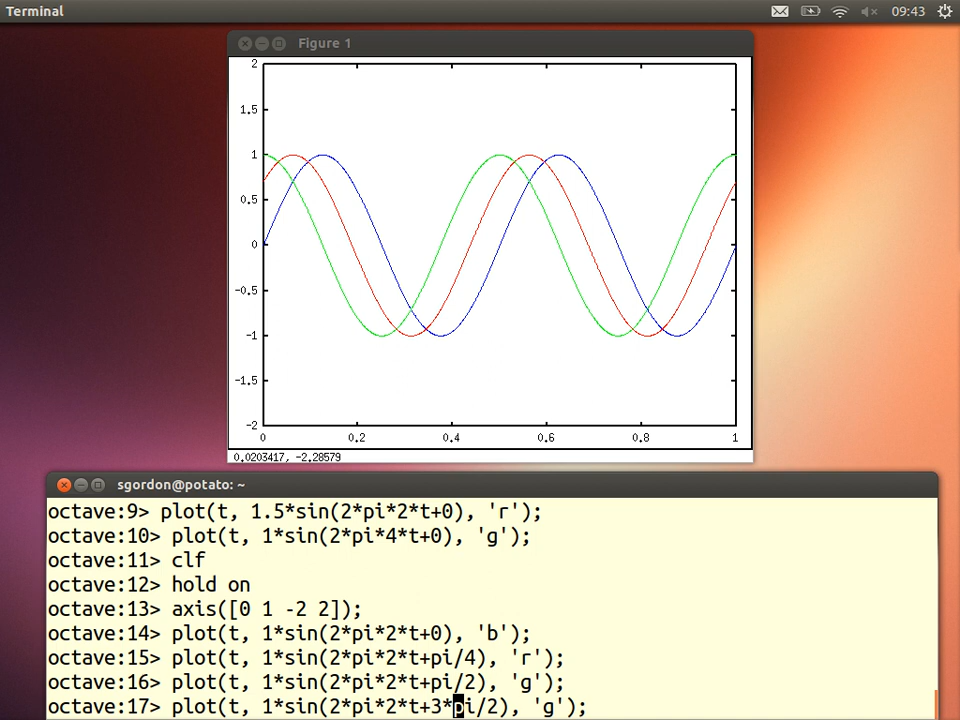 Terminal
09:43
Figure 1
2
1.5
1
0.5
0
-0.5
-1
-1.5
-2
0 0.2 0.4 0.6 0.8 1
0.0203417, -2.28579
sgordon@potato: ~
octave:9> plot(t, 1.5*sin(2*pi*2*t+0), 'r');
octave:10> plot(t, 1*sin(2*pi*4*t+0), 'g');
octave:11> clf
octave:12> hold on
octave:13> axis([0 1 -2 2]);
octave:14> plot(t, 1*sin(2*pi*2*t+0), 'b');
octave:15> plot(t, 1*sin(2*pi*2*t+pi/4), 'r');
octave:16> plot(t, 1*sin(2*pi*2*t+pi/2), 'g');
octave:17> plot(t, 1*sin(2*pi*2*t+3*pi/2), 'g');